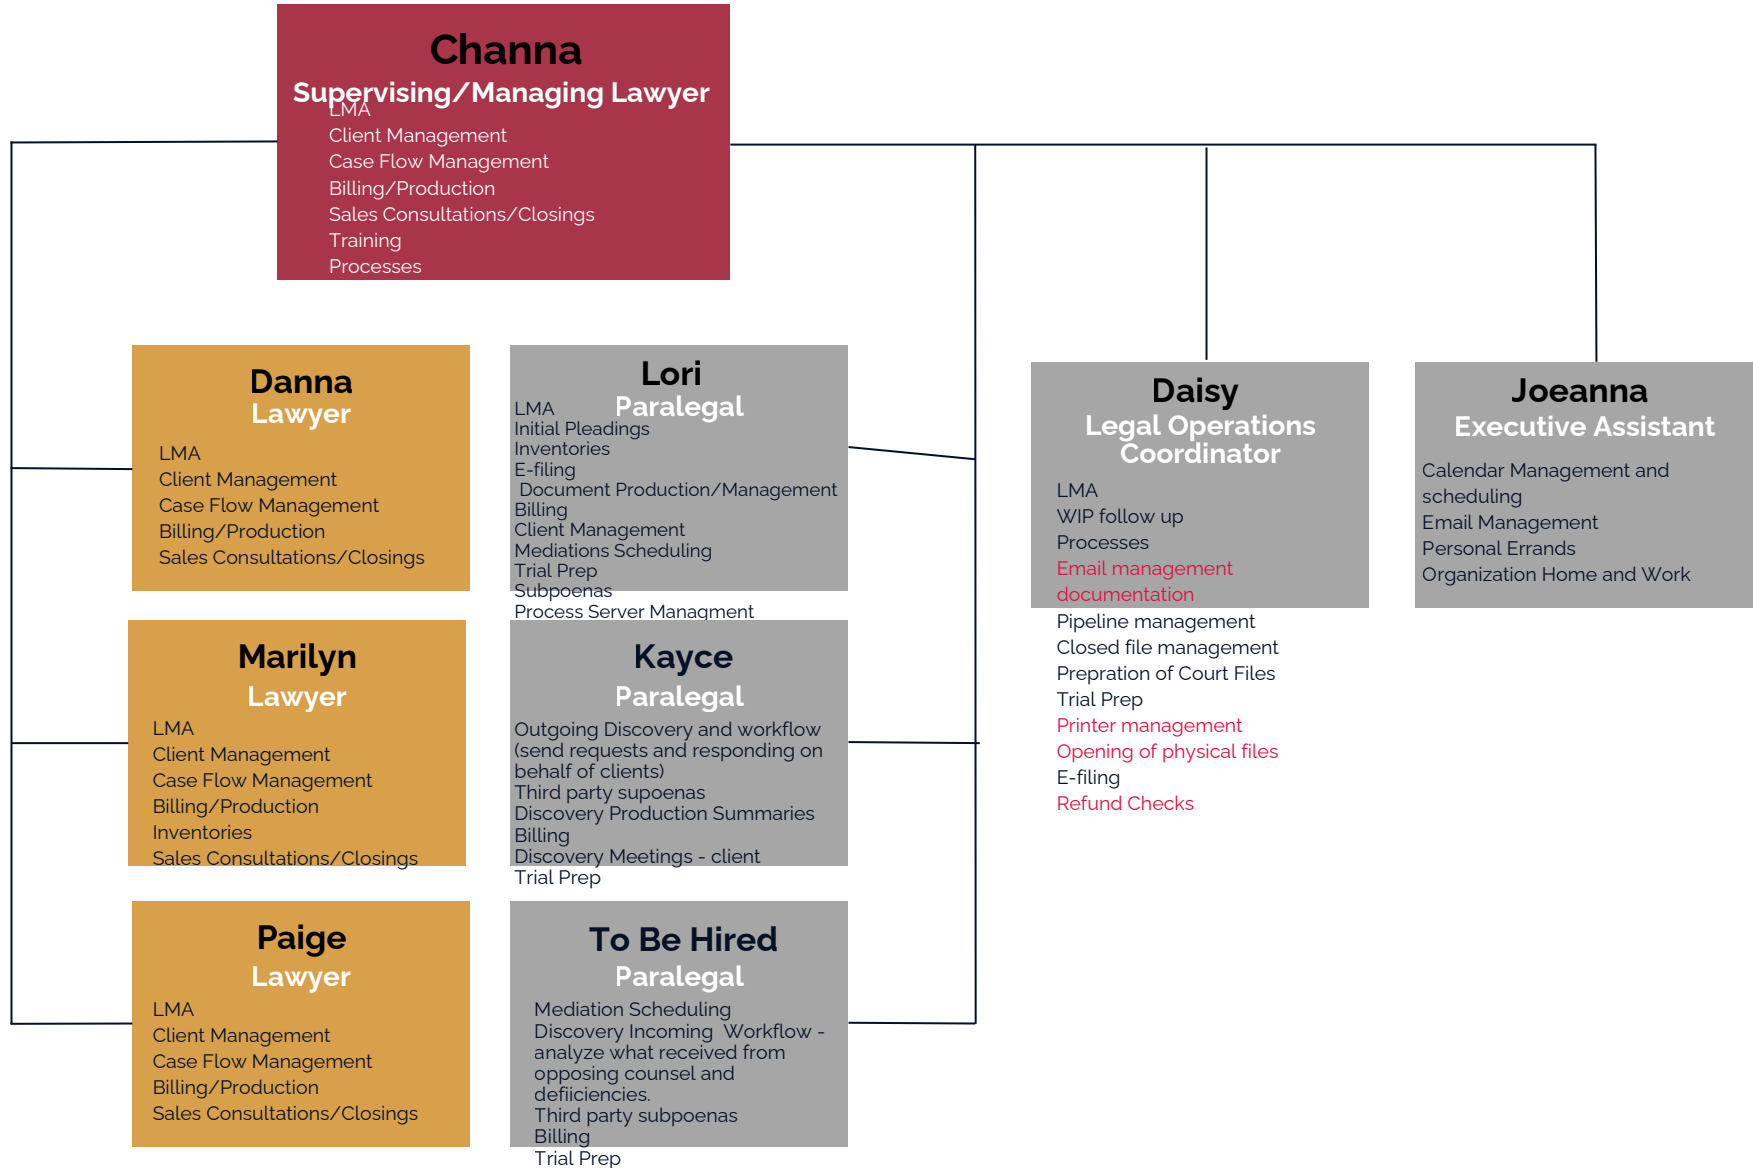 Channa
Supervising/Managing Lawyer
LMA
Client Management
Case Flow Management
Billing/Production
Sales Consultations/Closings
Training
Processes
Danna
Lawyer
LMA
Client Management
Case Flow Management
Billing/Production
Sales Consultations/Closings
Lori
Paralegal
LMA
Initial Pleadings
Inventories
E-filing
Document Production/Management
Billing
Client Management
Mediations Scheduling
Trial Prep
Subpoenas
Process Server Managment
Daisy
Legal Operations
Coordinator
LMA
WIP follow up
Processes
Email management
documentation
Pipeline management
Closed file management
Prepration of Court Files
Trial Prep
Printer management
Opening of physical files
E-filing
Refund Checks
Joeanna
Executive Assistant
Calendar Management and
scheduling
Email Management
Personal Errands
Organization Home and Work
Marilyn
Lawyer
LMA
Client Management
Case Flow Management
Billing/Production
Inventories
Sales Consultations/Closings
Kayce
Paralegal
Outgoing Discovery and workflow
(send requests and responding on
behalf of clients)
Third party supoenas
Discovery Production Summaries
Billing
Discovery Meetings - client
Trial Prep
Paige
Lawyer
LMA
Client Management
Case Flow Management
Billing/Production
Sales Consultations/Closings
To Be Hired
Paralegal
Mediation Scheduling
Discovery Incoming  Workflow -
analyze what received from
opposing counsel and
defiiciencies.
Third party subpoenas
Billing
Trial Prep